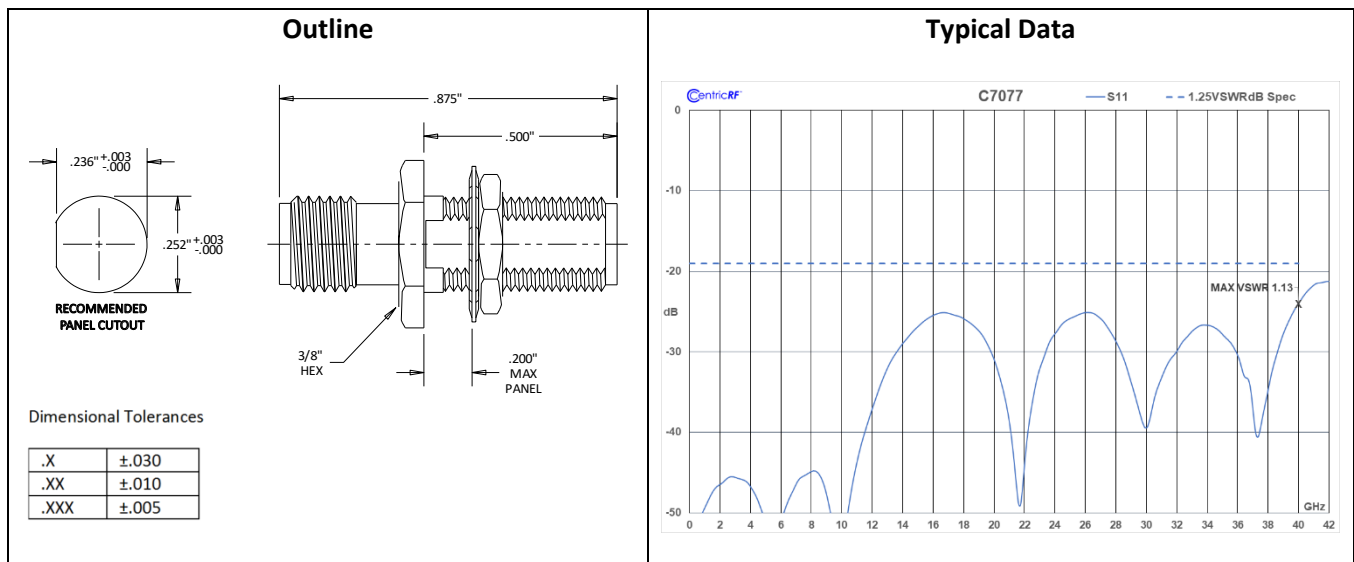 Outline
.875"
.500"
.236" +.003 -.000
.252" +.003 -.000
RECOMMENDED
PANEL CUTOUT
3/8"
HEX
.200"
MAX
PANEL
Dimensional Tolerances
.X ±.030
.XX ±.010
.XXX ±.005
Typical Data
CentricRF™
C7077
S11
1.25VSWRdB Spec
0
-10
-20
MAX VSWR 1.13
dB
-30
-40
-50
GHz
0 2 4 6 8 10 12 14 16 18 20 22 24 26 28 30 32 34 36 38 40 42